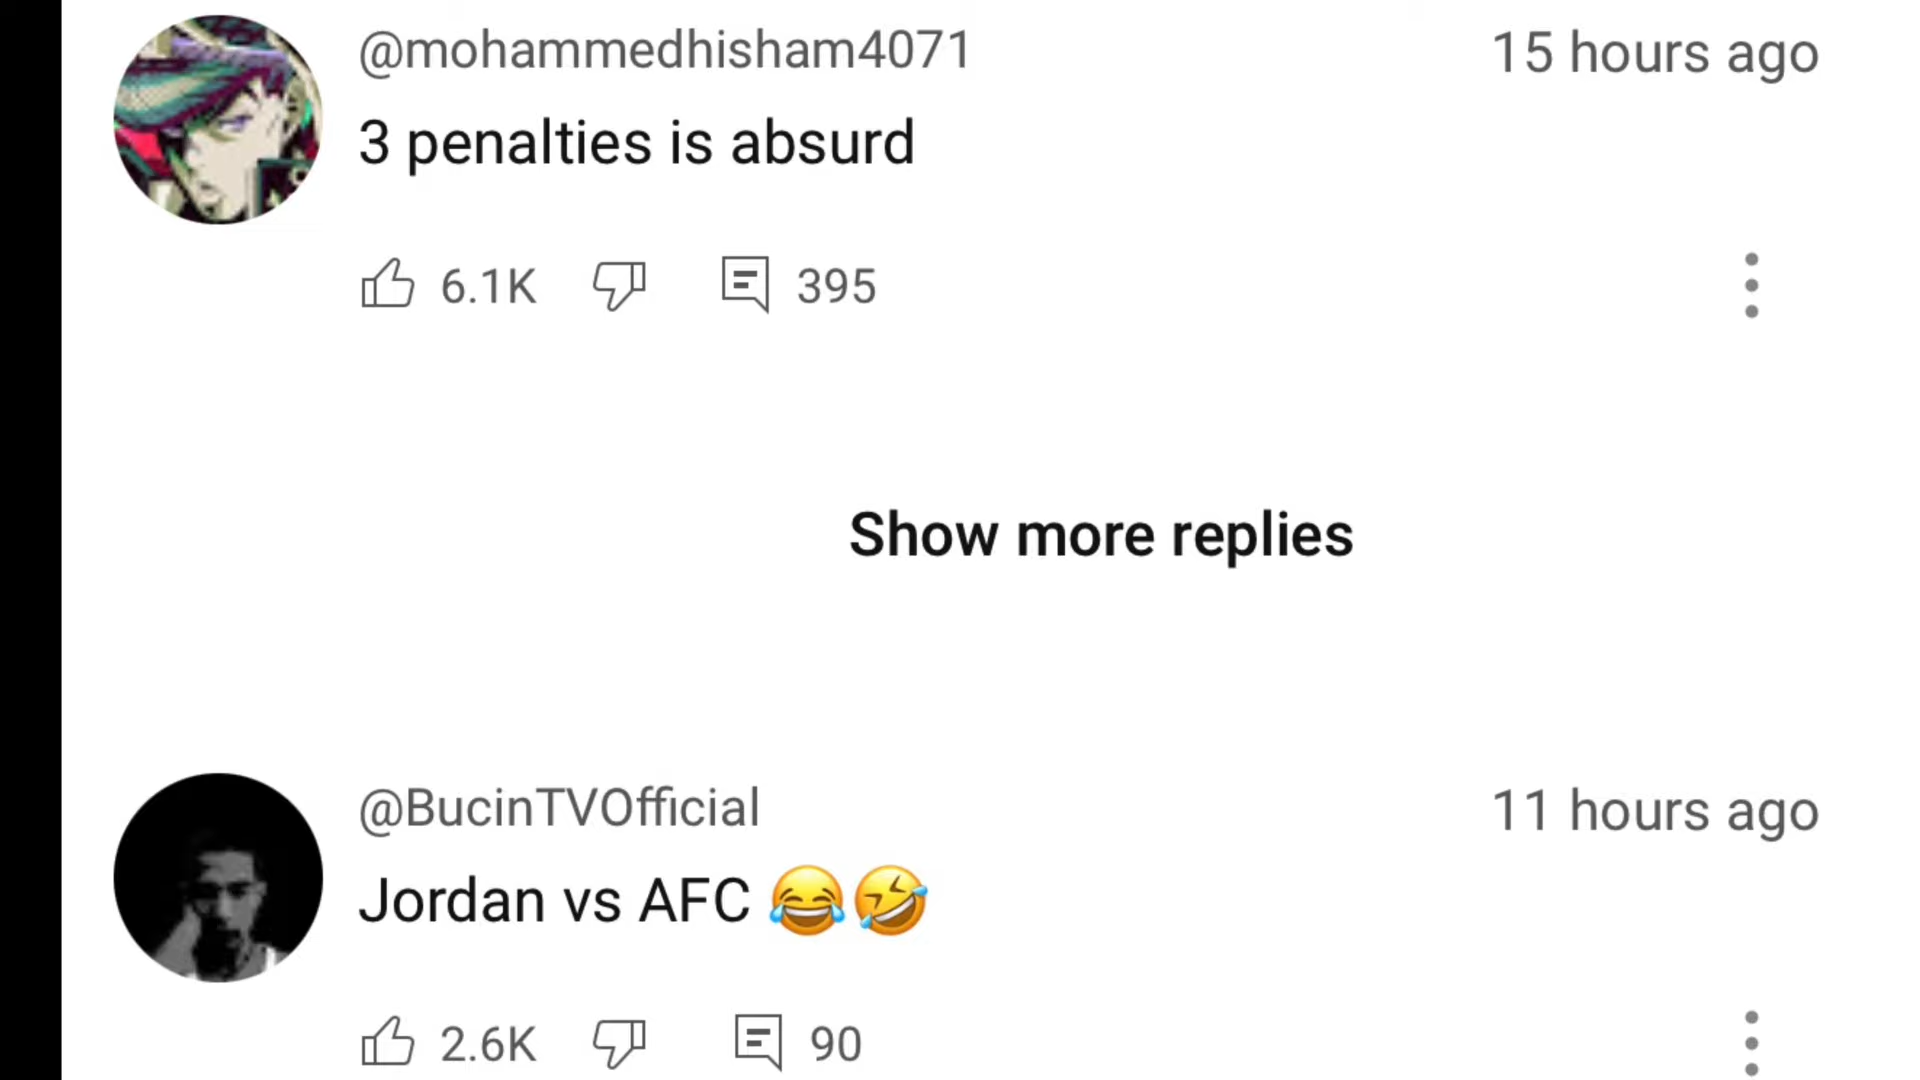 @mohammedhisham4071 15 hours ago
3 penalties is absurd
6.1K 395
Show more replies
@BucinTVOfficial 11 hours ago
Jordan vs AFC 😂🤣
2.6K 90